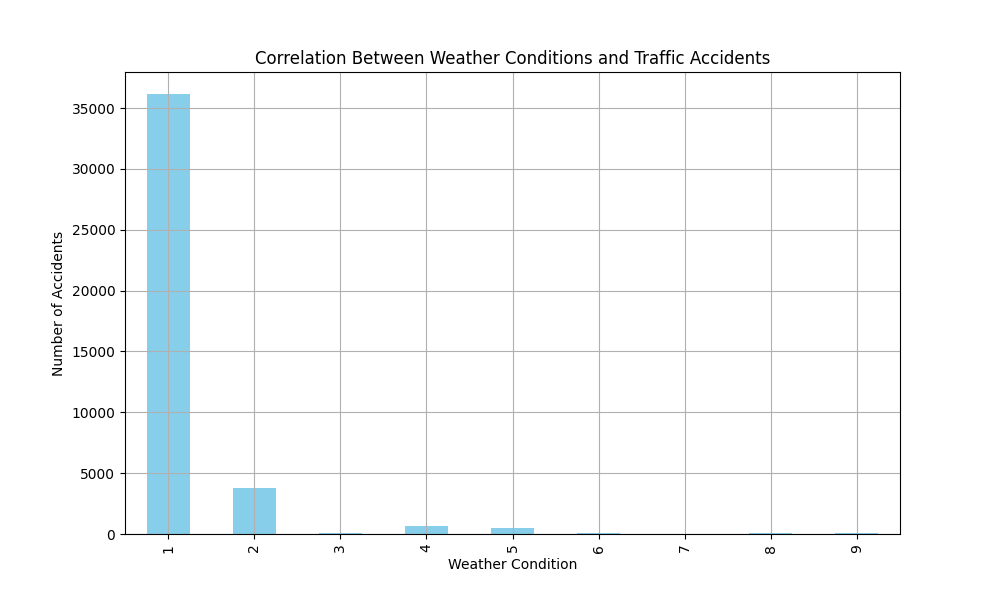 Correlation Between Weather Conditions and Traffic Accidents
35000
30000
25000
20000
15000
10000
5000
0
Number of Accidents
1 2 3 4 5 6 7 8 9
Weather Condition